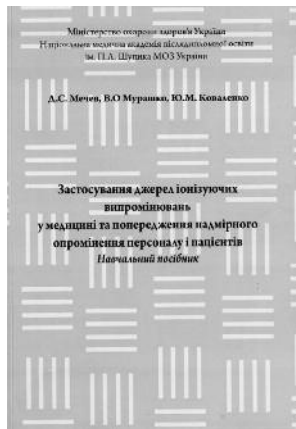 Міністерство охорони здоров'я України
Національна медична академія післядипломної освіти
ім. П.Л. Шупика МОЗ України
Д.С. Мечев, В.О Мурашко, Ю.М. Коваленко
Застосування джерел іонізуючих
випромінювань
у медицині та попередження надмірного
опромінення персоналу і пацієнтів
Навчальний посібник